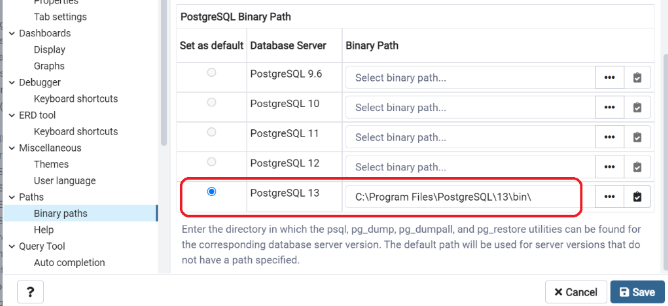 Properties
Tab settings
Dashboards
Display
Graphs
Debugger
Keyboard shortcuts
ERD tool
Keyboard shortcuts
Miscellaneous
Themes
User language
Paths
Binary paths
Help
Query Tool
Auto completion
PostgreSQL Binary Path
Set as default Database Server Binary Path
PostgreSQL 9.6 Select binary path...
PostgreSQL 10 Select binary path...
PostgreSQL 11 Select binary path...
PostgreSQL 12 Select binary path...
PostgreSQL 13 C:\Program Files\PostgreSQL\13\bin\
Enter the directory in which the psql, pg_dump, pg_dumpall, and pg_restore utilities can be found for
the corresponding database server version. The default path will be used for server versions that do
not have a path specified.
? Cancel Save